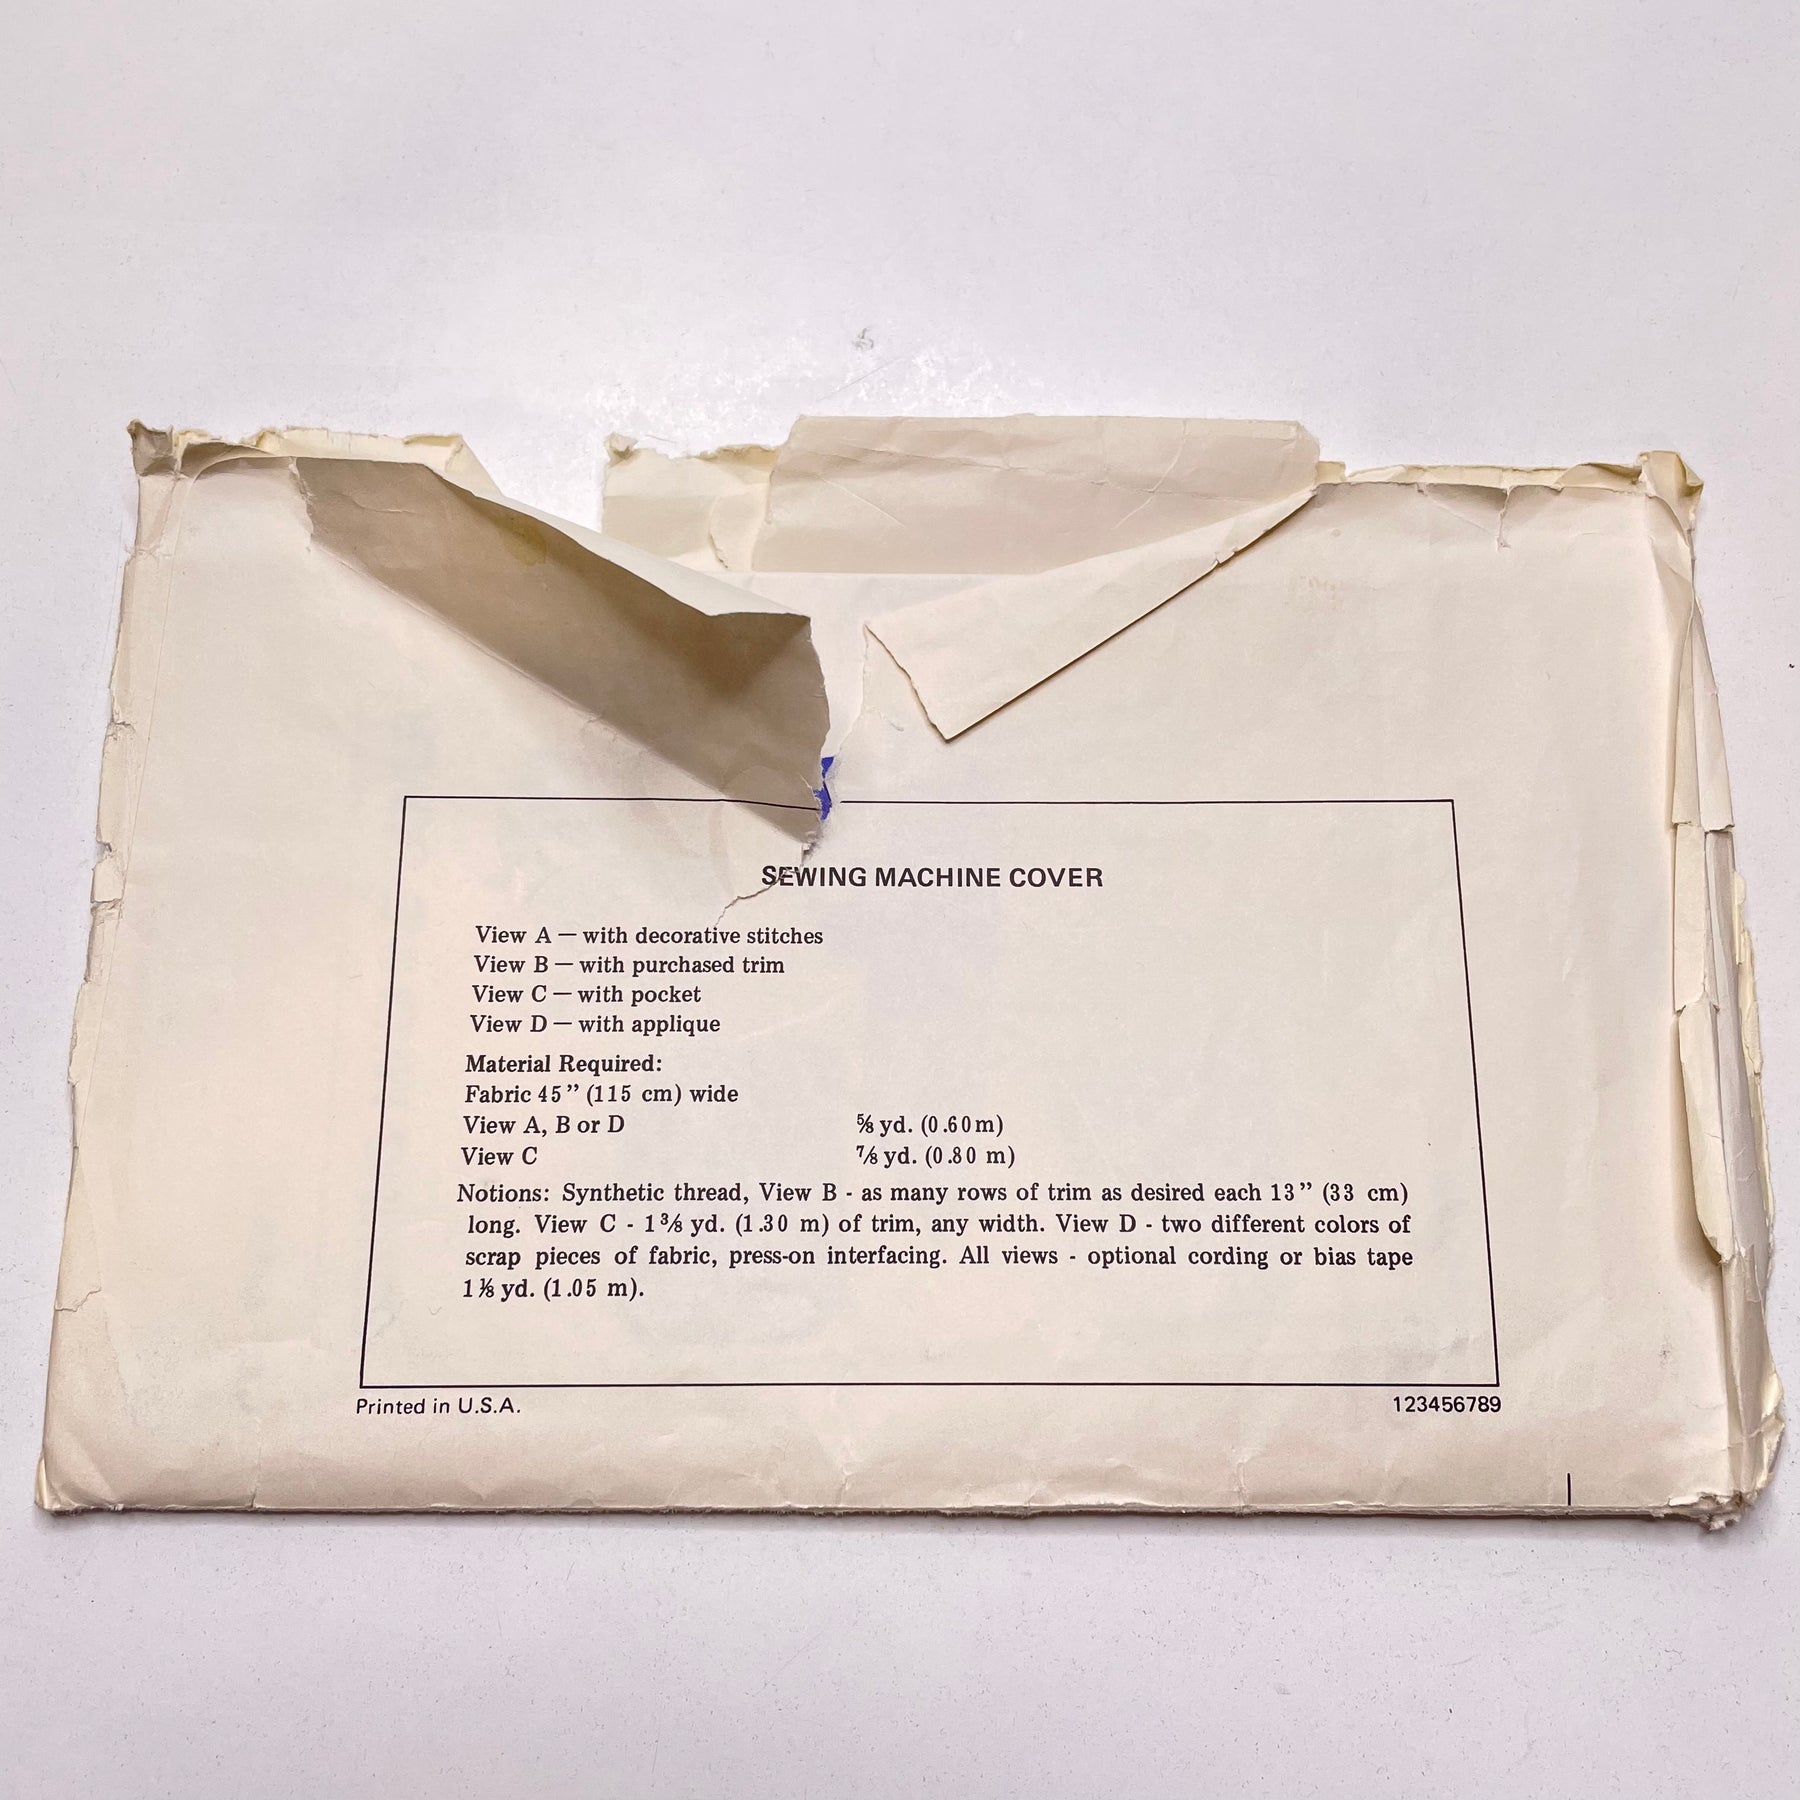 SEWING MACHINE COVER
View A — with decorative stitches
View B — with purchased trim
View C — with pocket
View D — with applique
Material Required:
Fabric 45” (115 cm) wide
View A, B or D ⅝ yd. (0.60m)
View C ⅞ yd. (0.80 m)
Notions: Synthetic thread, View B - as many rows of trim as desired each 13” (33 cm)
long. View C - 1⅜ yd. (1.30 m) of trim, any width. View D - two different colors of
scrap pieces of fabric, press-on interfacing. All views - optional cording or bias tape
1⅛ yd. (1.05 m).
Printed in U.S.A. 123456789